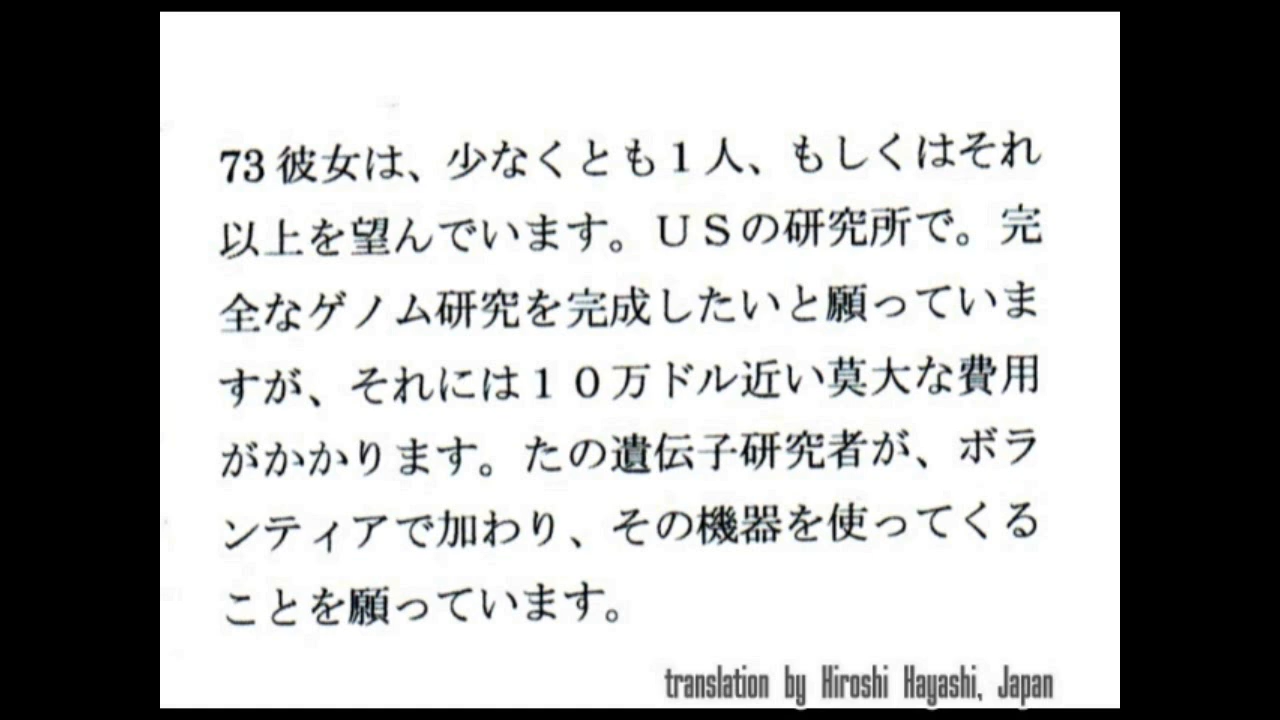 73 彼女は、少なくとも１人、もしくはそれ
以上を望んでいます。ＵＳの研究所で。完
全なゲノム研究を完成したいと願っていま
すが、それには１０万ドル近い莫大な費用
がかかります。たの遺伝子研究者が、ボラ
ンティアで加わり、その機器を使ってくる
ことを願っています。
translation by Hiroshi Hayashi, Japan